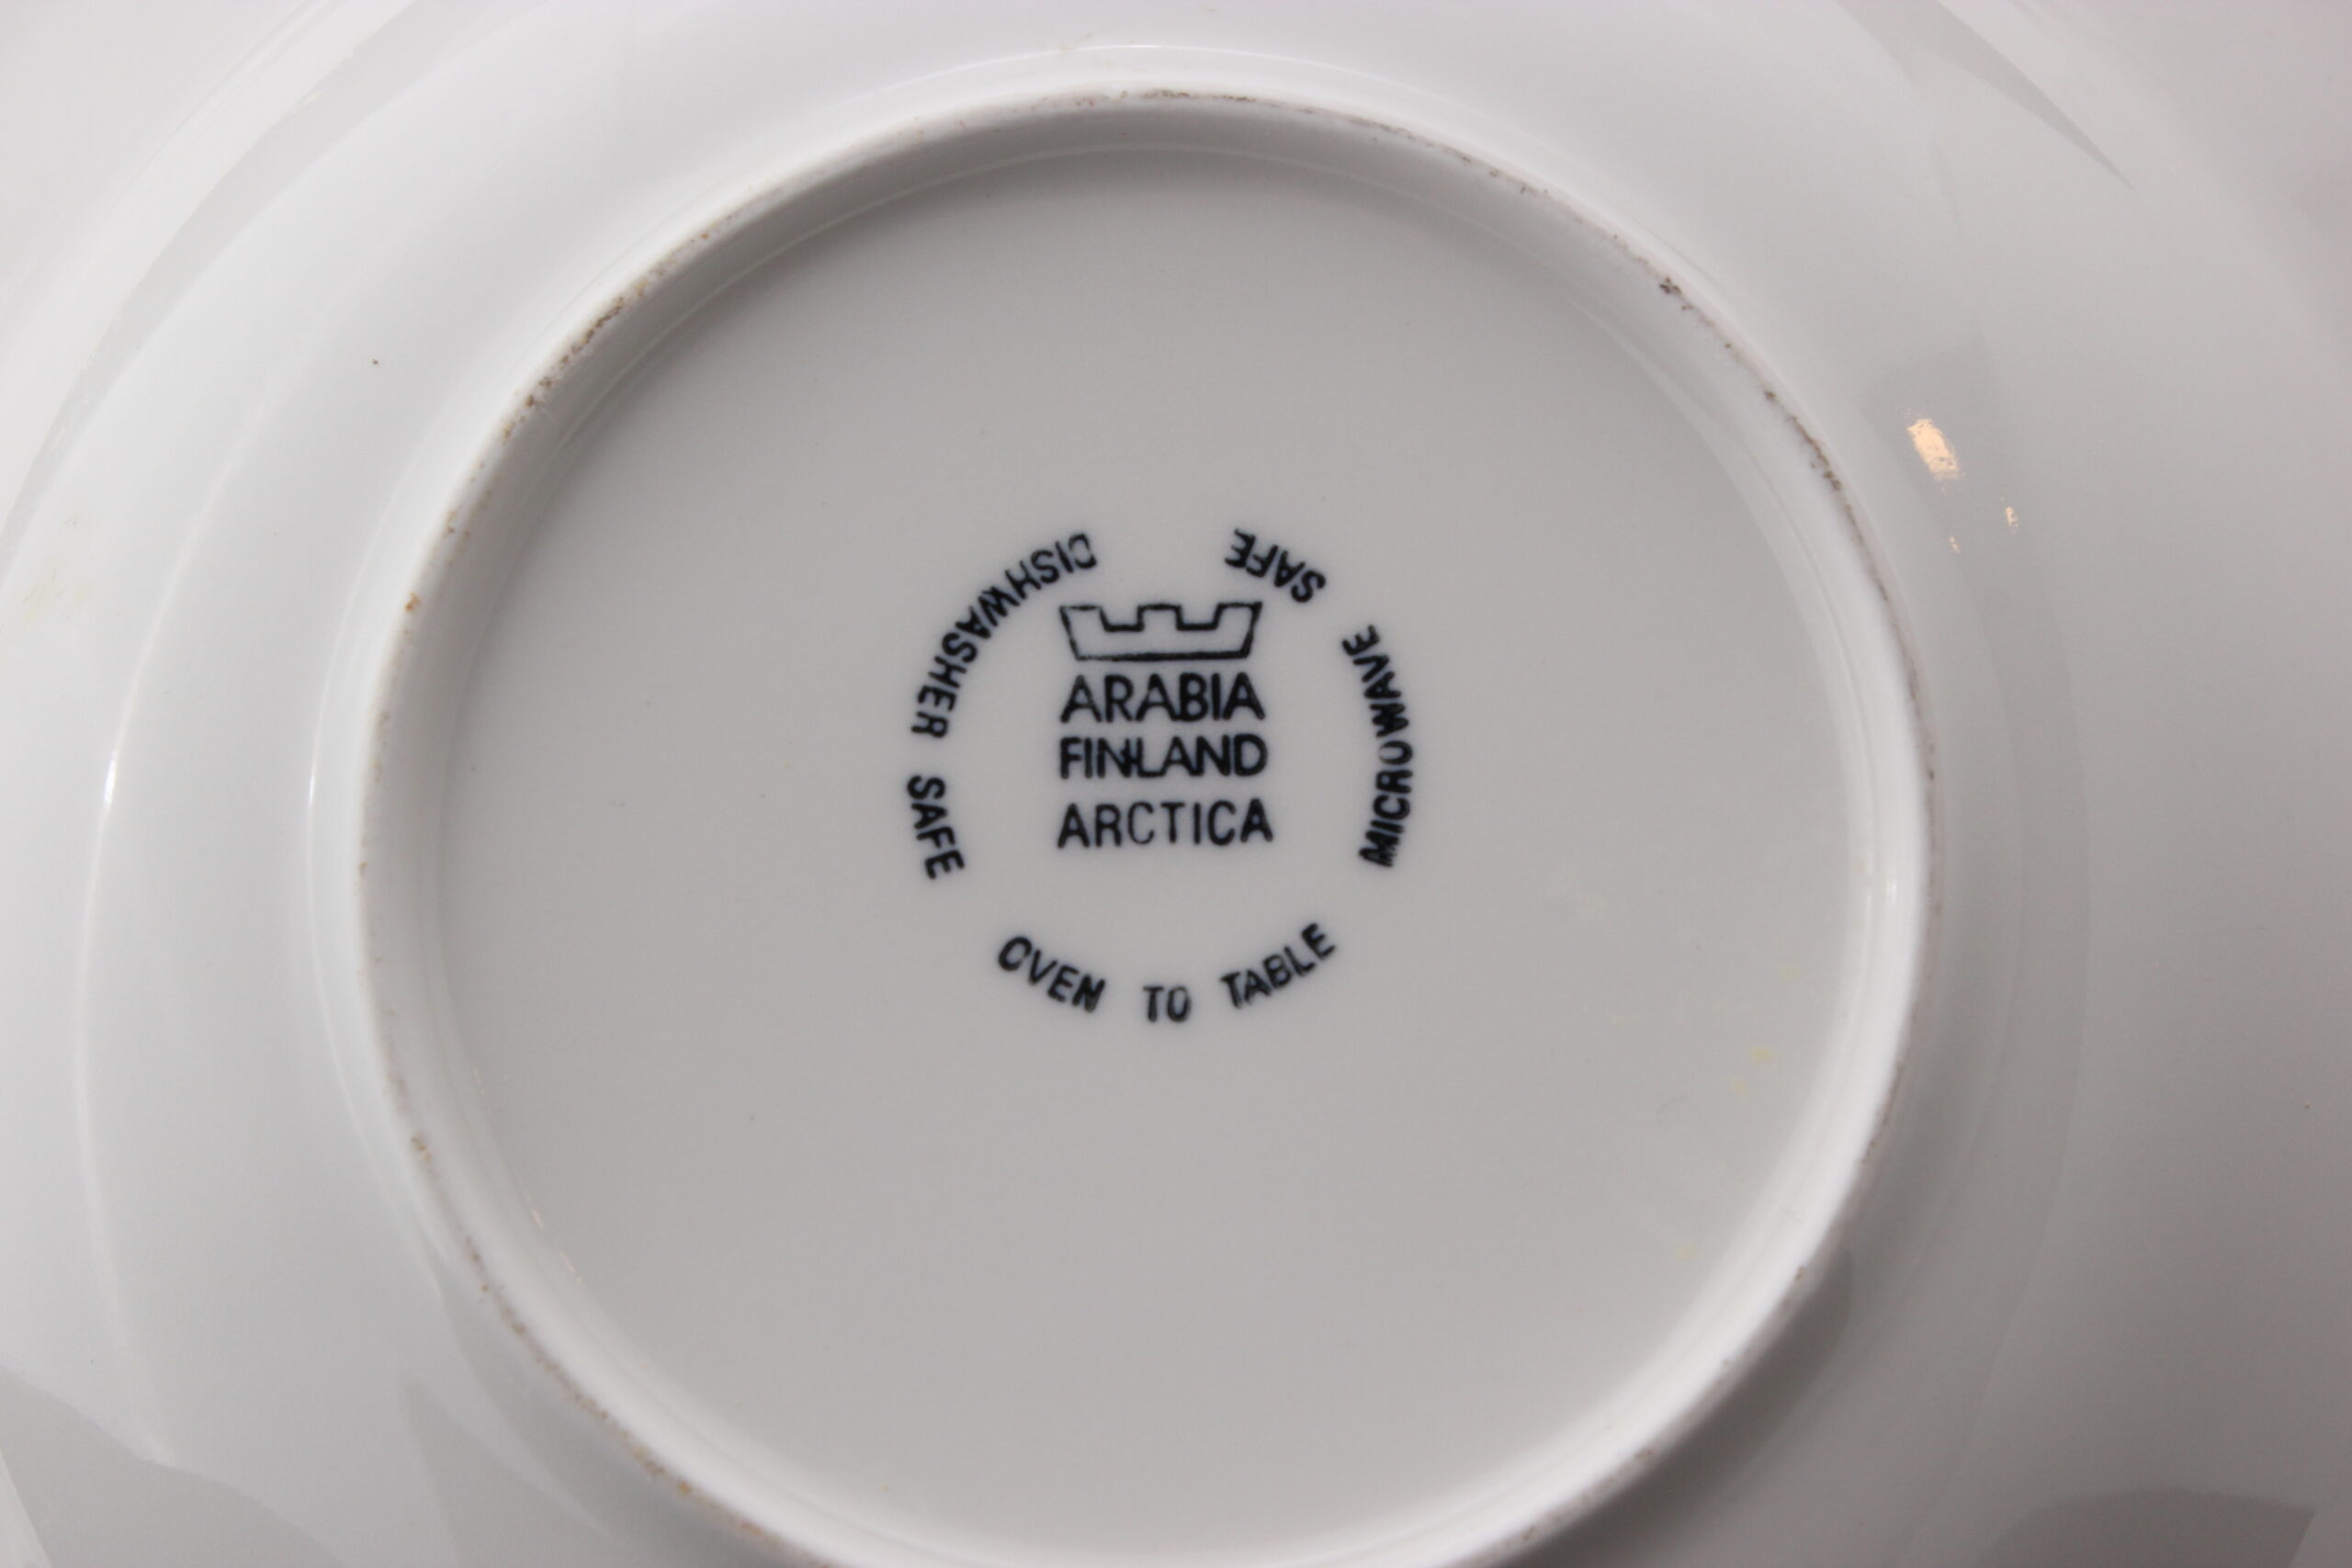 ARABIA
FINLAND
ARCTICA
DISHWASHER SAFE
OVEN TO TABLE
MICROWAVE SAFE